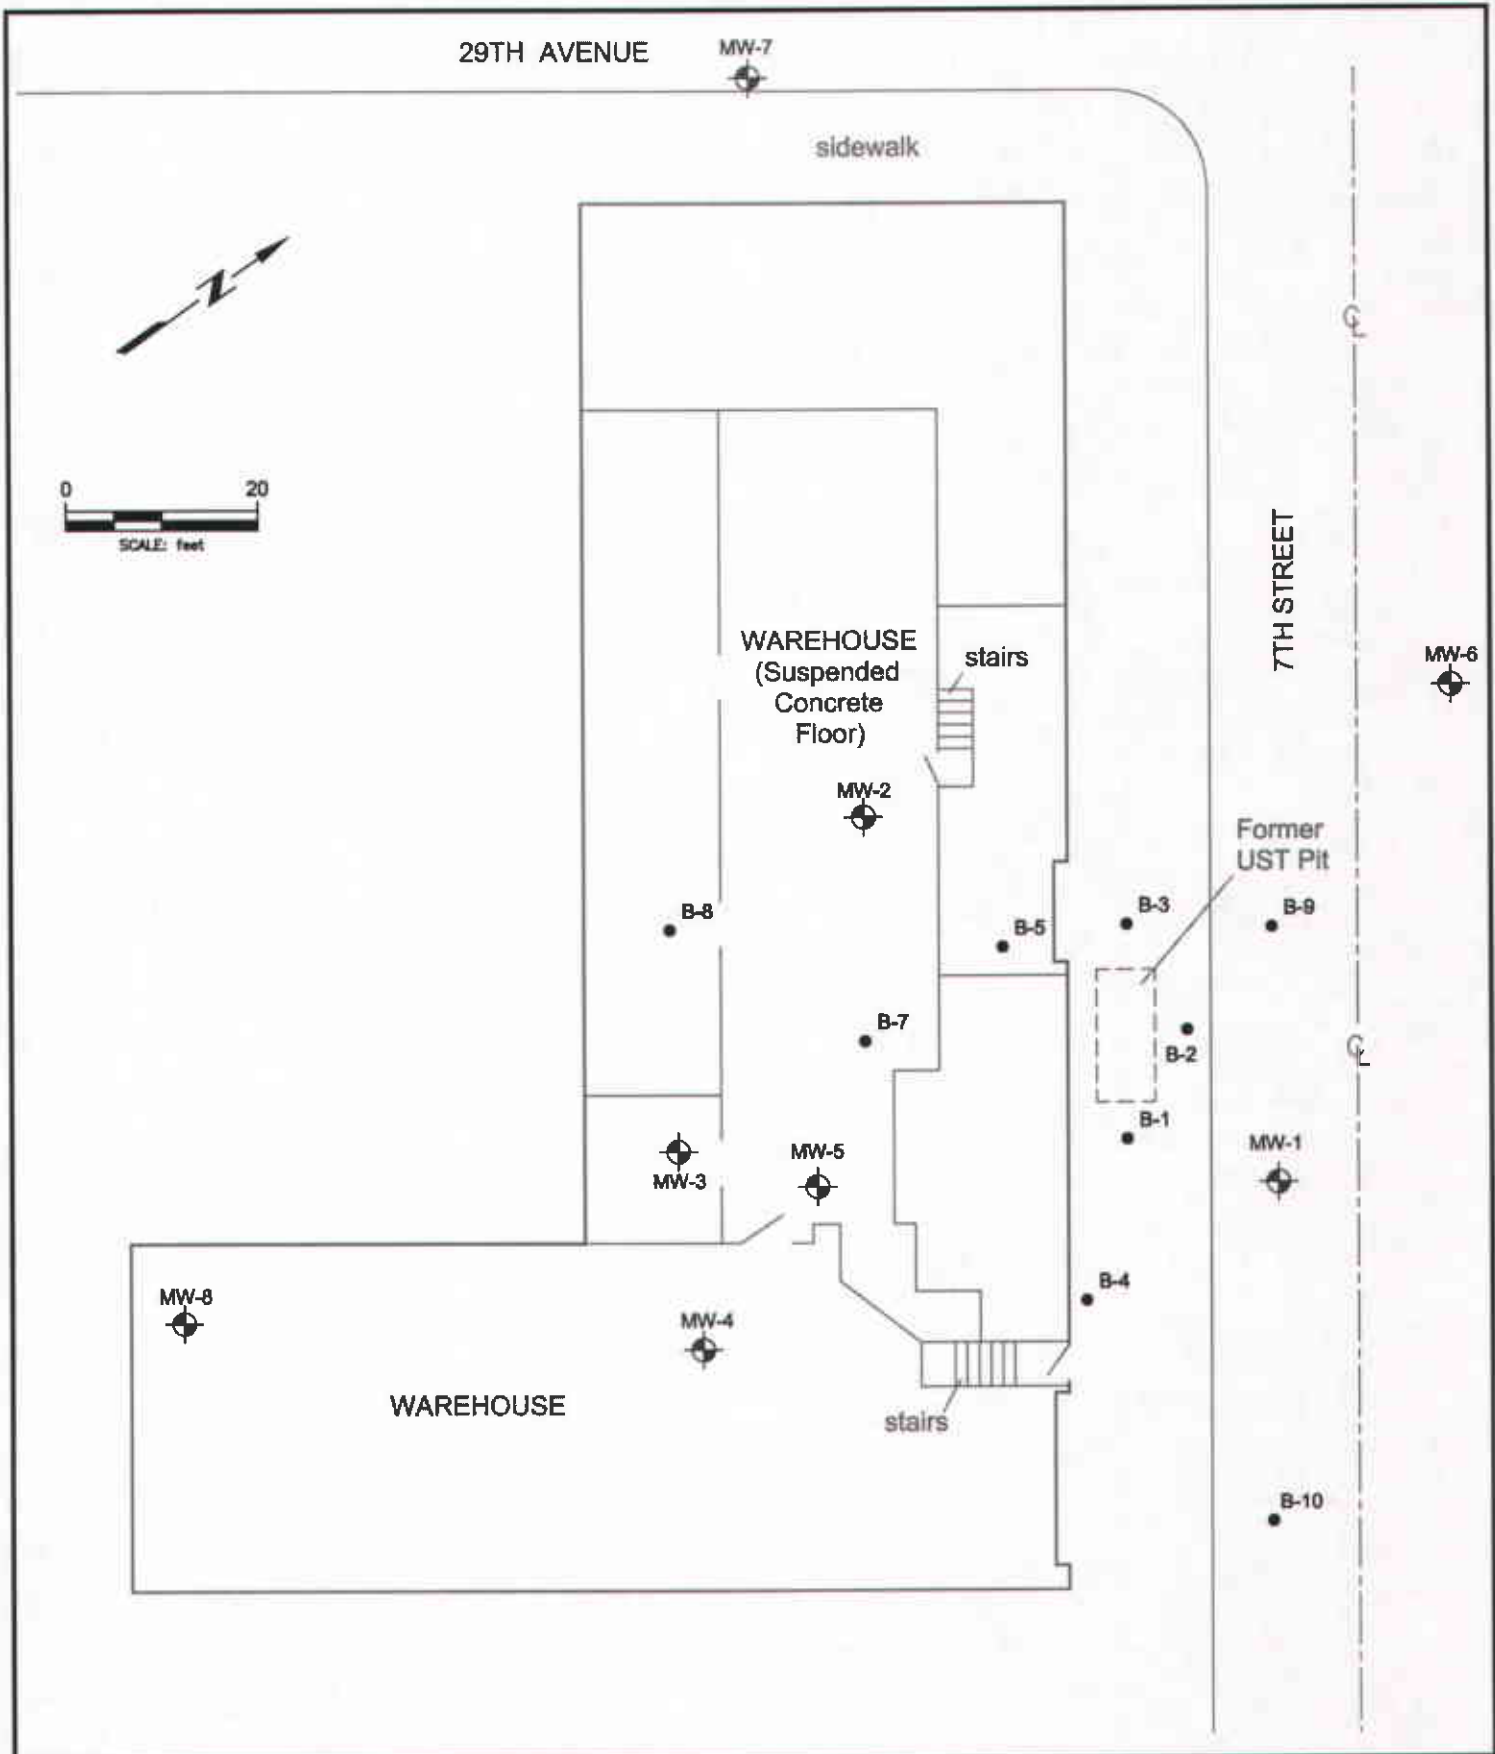 29TH AVENUE
MW-7
sidewalk
N
0 20
SCALE: feet
CL
7TH STREET
WAREHOUSE
(Suspended
Concrete
Floor)
stairs
MW-6
MW-2
Former
UST Pit
B-8
B-5
B-3
B-9
B-7
B-2
CL
B-1
MW-3
MW-5
MW-1
MW-8
MW-4
B-4
WAREHOUSE
stairs
B-10